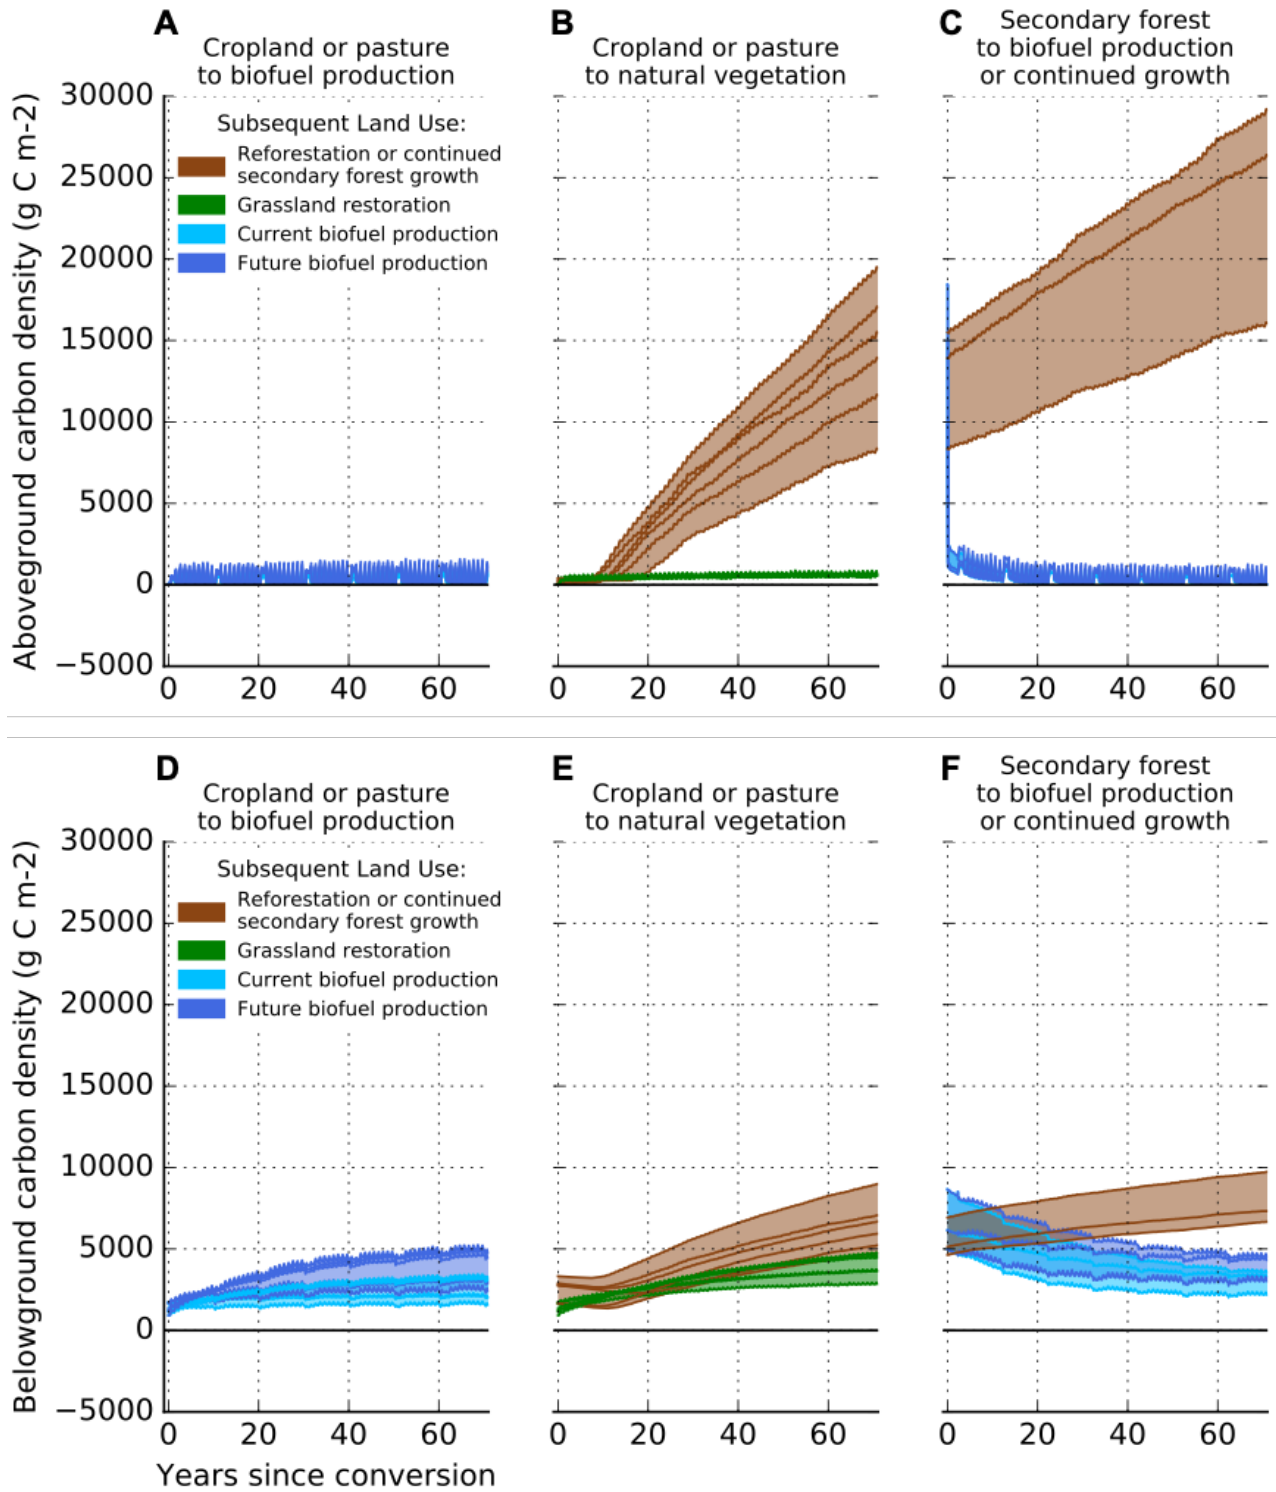 A
Cropland or pasture
to biofuel production
B
Cropland or pasture
to natural vegetation
C
Secondary forest
to biofuel production
or continued growth
Aboveground carbon density (g C m-2)
30000
25000
20000
15000
10000
5000
0
−5000
Subsequent Land Use:
Reforestation or continued
secondary forest growth
Grassland restoration
Current biofuel production
Future biofuel production
0 20 40 60
0 20 40 60
0 20 40 60
D
Cropland or pasture
to biofuel production
E
Cropland or pasture
to natural vegetation
F
Secondary forest
to biofuel production
or continued growth
Belowground carbon density (g C m-2)
30000
25000
20000
15000
10000
5000
0
−5000
Subsequent Land Use:
Reforestation or continued
secondary forest growth
Grassland restoration
Current biofuel production
Future biofuel production
0 20 40 60
0 20 40 60
0 20 40 60
Years since conversion